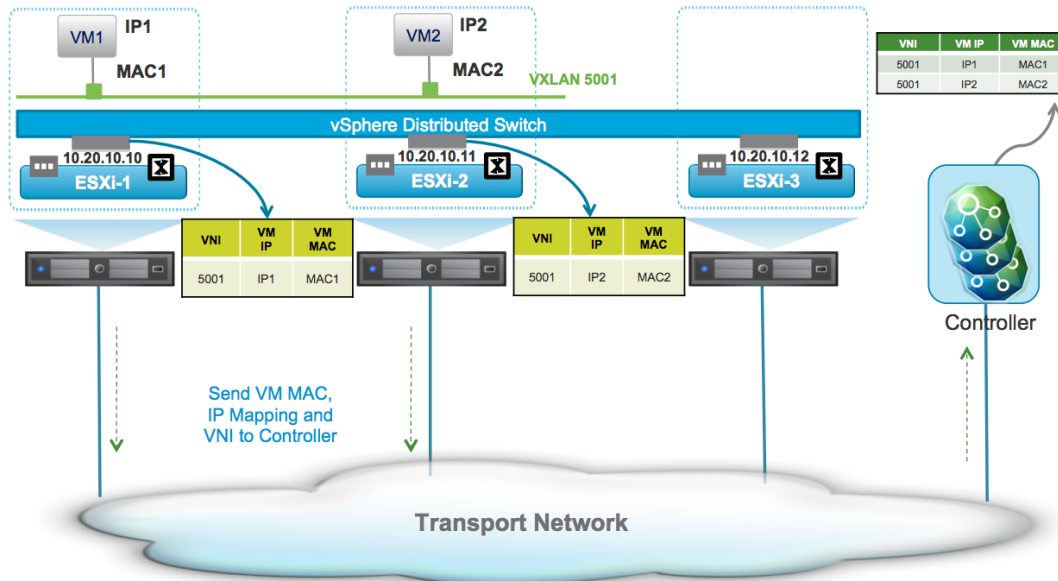 VM1
IP1
MAC1
VM2
IP2
MAC2
VXLAN 5001
vSphere Distributed Switch
10.20.10.10
ESXi-1
10.20.10.11
ESXi-2
10.20.10.12
ESXi-3
VNI VM IP VM MAC
5001 IP1 MAC1
5001 IP2 MAC2
VNI
VM
IP
VM
MAC
5001 IP1 MAC1
VNI
VM
IP
VM
MAC
5001 IP2 MAC2
Controller
Send VM MAC,
IP Mapping and
VNI to Controller
Transport Network